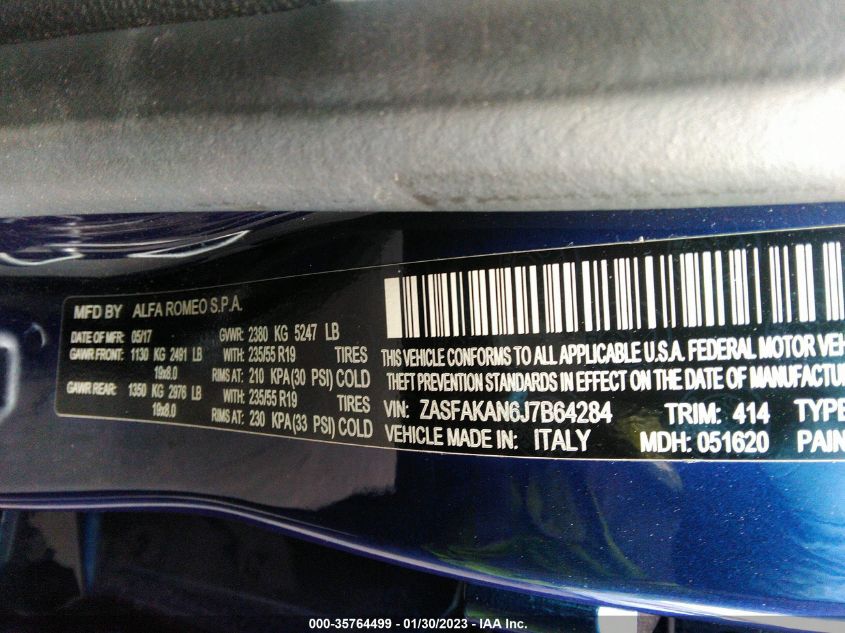 MFD BY ALFA ROMEO S.P.A.
DATE OF MFR: 05/17 GVWR: 2380 KG 5247 LB
GAWR FRONT: 1130 KG 2491 LB WITH: 235/55 R19 TIRES
19x8.0 RIMS AT: 210 KPA(30 PSI) COLD
GAWR REAR: 1350 KG 2976 LB WITH: 235/55 R19 TIRES
19x8.0 RIMS AT: 230 KPA(33 PSI) COLD
THIS VEHICLE CONFORMS TO ALL APPLICABLE U.S.A. FEDERAL MOTOR VEH
THEFT PREVENTION STANDARDS IN EFFECT ON THE DATE OF MANUFACTUR
VIN: ZASFAKAN6J7B64284 TRIM: 414 TYPE
VEHICLE MADE IN: ITALY MDH: 051620 PAIN
000-35764499 - 01/30/2023 - IAA Inc.